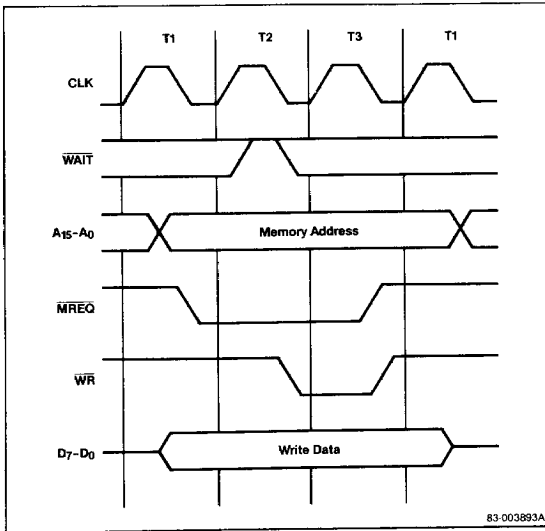 T1 T2 T3 T1
CLK
WAIT
A15-A0 Memory Address
MREQ
WR
D7-D0 Write Data
83-003893A